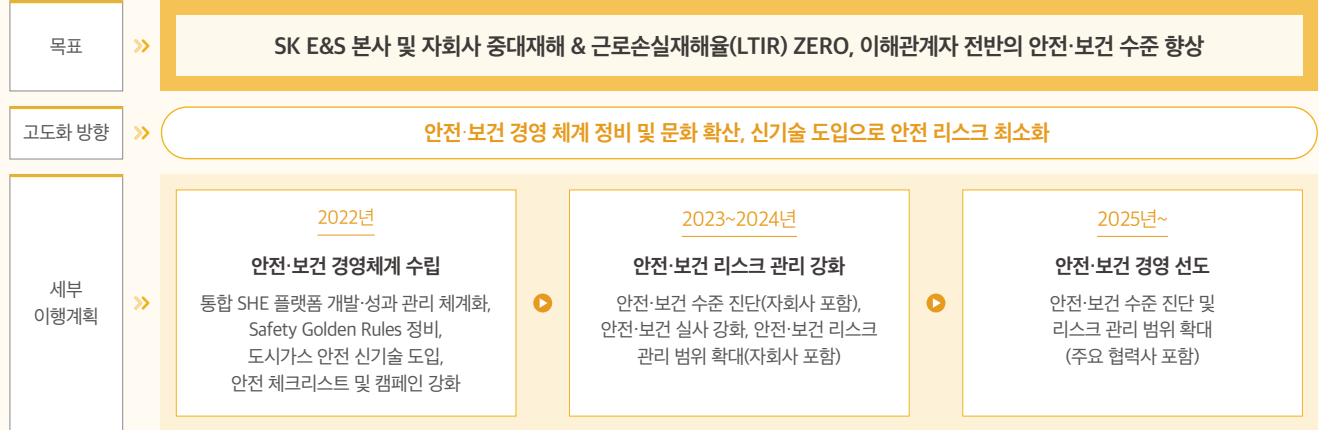 목표
SK E&S 본사 및 자회사 중대재해 & 근로손실재해율(LTIR) ZERO, 이해관계자 전반의 안전·보건 수준 향상
고도화 방향
안전·보건 경영 체계 정비 및 문화 확산, 신기술 도입으로 안전 리스크 최소화
세부
이행계획
2022년
안전·보건 경영체계 수립
통합 SHE 플랫폼 개발·성과 관리 체계화,
Safety Golden Rules 정비,
도시가스 안전 신기술 도입,
안전 체크리스트 및 캠페인 강화
2023~2024년
안전·보건 리스크 관리 강화
안전·보건 수준 진단(자회사 포함),
안전·보건 실사 강화, 안전·보건 리스크
관리 범위 확대(자회사 포함)
2025년~
안전·보건 경영 선도
안전·보건 수준 진단 및
리스크 관리 범위 확대
(주요 협력사 포함)